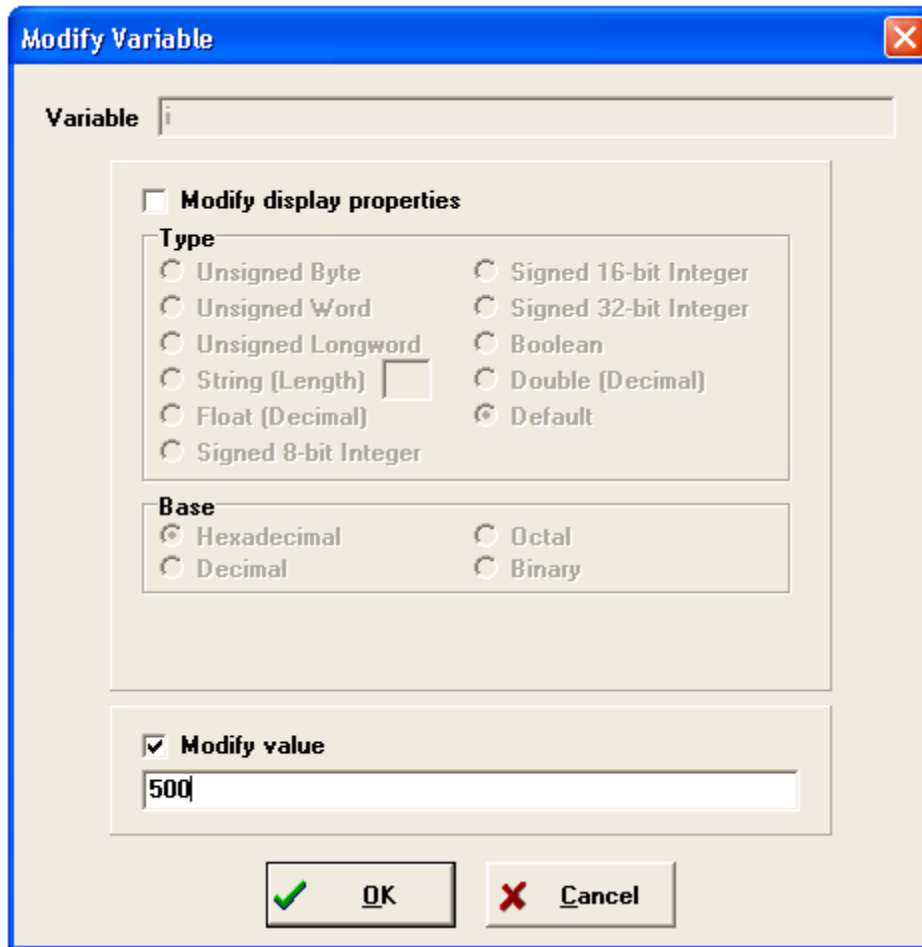 Modify Variable
Variable i
Modify display properties
Type
Unsigned Byte Signed 16-bit Integer
Unsigned Word Signed 32-bit Integer
Unsigned Longword Boolean
String (Length) Double (Decimal)
Float (Decimal) Default
Signed 8-bit Integer
Base
Hexadecimal Octal
Decimal Binary
Modify value
500
OK Cancel